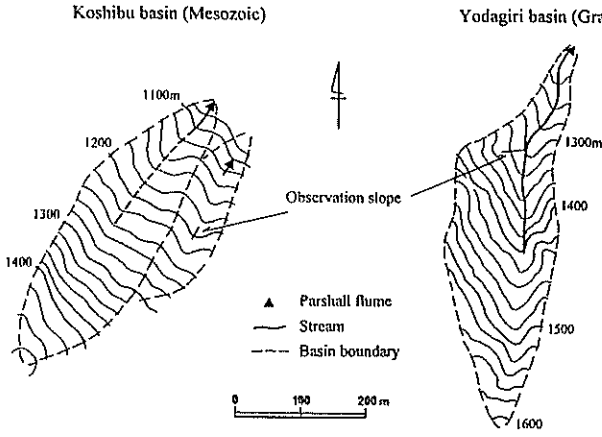 Koshibu basin (Mesozoic)
Yodagiri basin (Gra
1100m
1200
1300
1400
1300m
1400
1500
1600
Observation slope
Parshall flume
Stream
Basin boundary
0 100 200 m